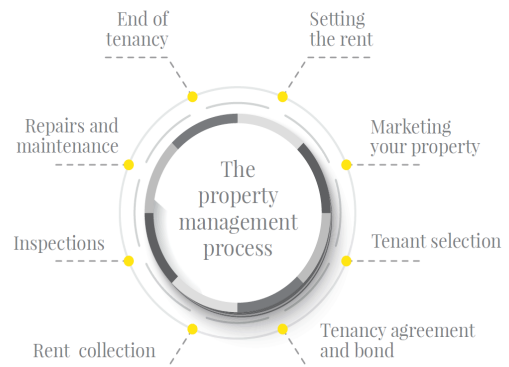 End of
tenancy
Setting
the rent
Repairs and
maintenance
Marketing
your property
The
property
management
process
Inspections
Tenant selection
Rent collection
Tenancy agreement
and bond